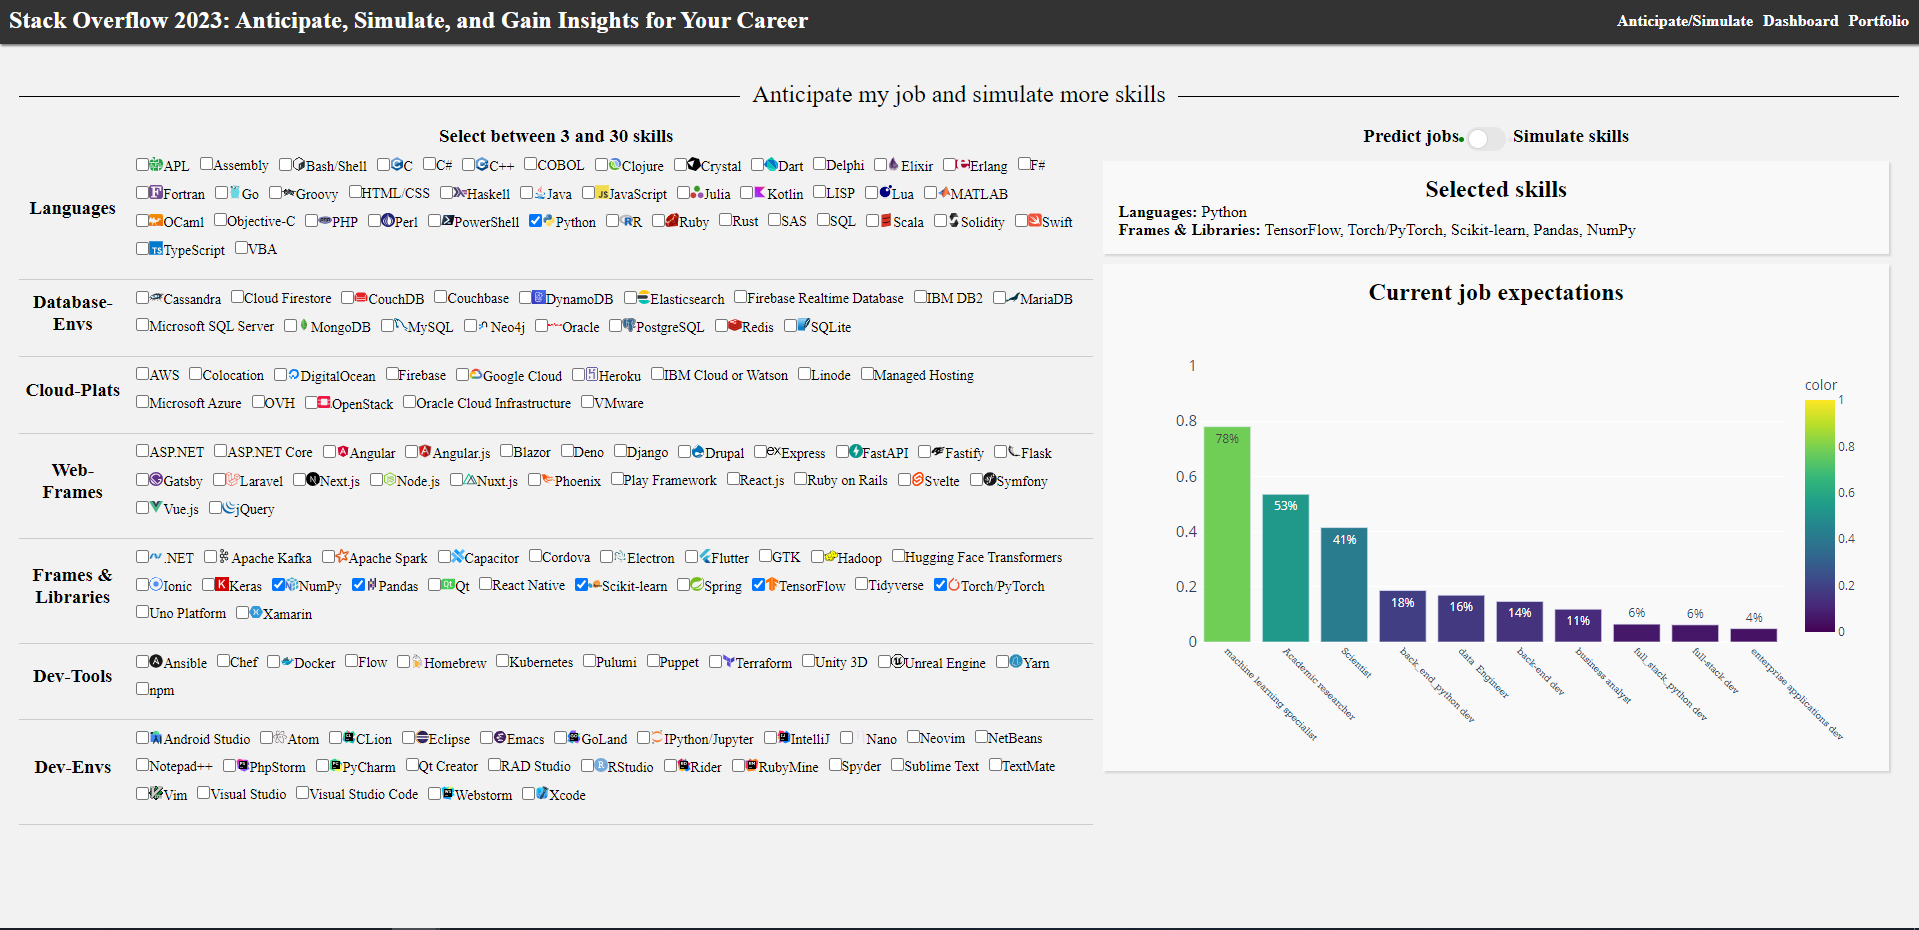 Stack Overflow 2023: Anticipate, Simulate, and Gain Insights for Your Career
Anticipate/Simulate Dashboard Portfolio
Anticipate my job and simulate more skills
Select between 3 and 30 skills
Languages
APL Assembly Bash/Shell C C# C++ COBOL Clojure Crystal Dart Delphi Elixir Erlang F#
Fortran Go Groovy HTML/CSS Haskell Java JavaScript Julia Kotlin LISP Lua MATLAB
OCaml Objective-C PHP Perl PowerShell Python R Ruby Rust SAS SQL Scala Solidity Swift
TypeScript VBA
Database-
Envs
Cassandra Cloud Firestore CouchDB Couchbase DynamoDB Elasticsearch Firebase Realtime Database IBM DB2 MariaDB
Microsoft SQL Server MongoDB MySQL Neo4j Oracle PostgreSQL Redis SQLite
Cloud-Plats
AWS Colocation DigitalOcean Firebase Google Cloud Heroku IBM Cloud or Watson Linode Managed Hosting
Microsoft Azure OVH OpenStack Oracle Cloud Infrastructure VMware
Web-
Frames
ASP.NET ASP.NET Core Angular Angular.js Blazor Deno Django Drupal Express FastAPI Fastify Flask
Gatsby Laravel Next.js Node.js Nuxt.js Phoenix Play Framework React.js Ruby on Rails Svelte Symfony
Vue.js jQuery
Frames &
Libraries
.NET Apache Kafka Apache Spark Capacitor Cordova Electron Flutter GTK Hadoop Hugging Face Transformers
Ionic Keras NumPy Pandas Qt React Native Scikit-learn Spring TensorFlow Tidyverse Torch/PyTorch
Uno Platform Xamarin
Dev-Tools
Ansible Chef Docker Flow Homebrew Kubernetes Pulumi Puppet Terraform Unity 3D Unreal Engine Yarn
npm
Dev-Envs
Android Studio Atom CLion Eclipse Emacs GoLand IPython/Jupyter IntelliJ Nano Neovim NetBeans
Notepad++ PhpStorm PyCharm Qt Creator RAD Studio RStudio Rider RubyMine Spyder Sublime Text TextMate
Vim Visual Studio Visual Studio Code Webstorm Xcode
Predict jobs Simulate skills
Selected skills
Languages: Python
Frames & Libraries: TensorFlow, Torch/PyTorch, Scikit-learn, Pandas, NumPy
Current job expectations
1
0.8
0.6
0.4
0.2
0
78%
53%
41%
18%
16%
14%
11%
6%
6%
4%
machine learning specialist
Academic researcher
Scientist
back_end_python dev
data Engineer
back-end dev
business analyst
full_stack_python dev
full-stack dev
enterprise applications dev
color
1
0.8
0.6
0.4
0.2
0